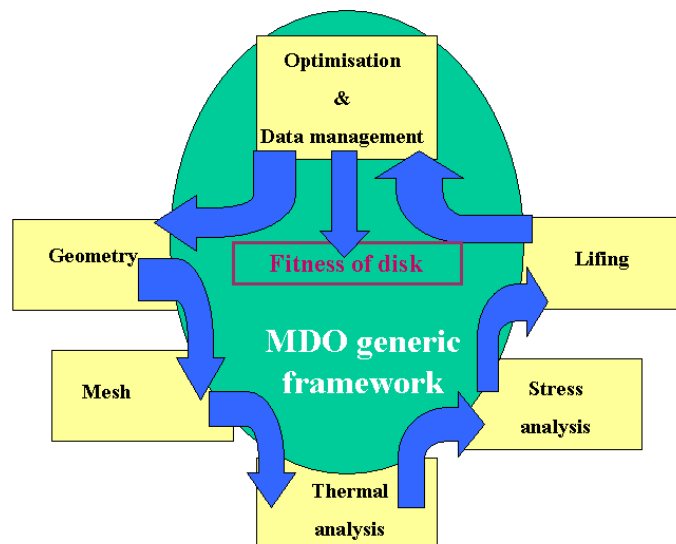 Optimisation
&
Data management
Geometry
Fitness of disk
Lifing
MDO generic
framework
Mesh
Stress
analysis
Thermal
analysis